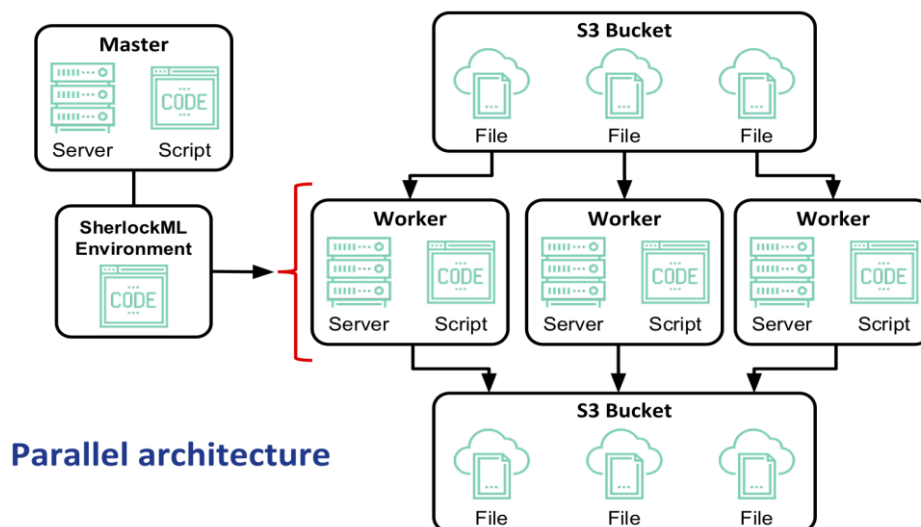 Master
CODE
Server Script
SherlockML
Environment
CODE
S3 Bucket
File File File
Worker
CODE
Server Script
Worker
CODE
Server Script
Worker
CODE
Server Script
S3 Bucket
File File File
Parallel architecture